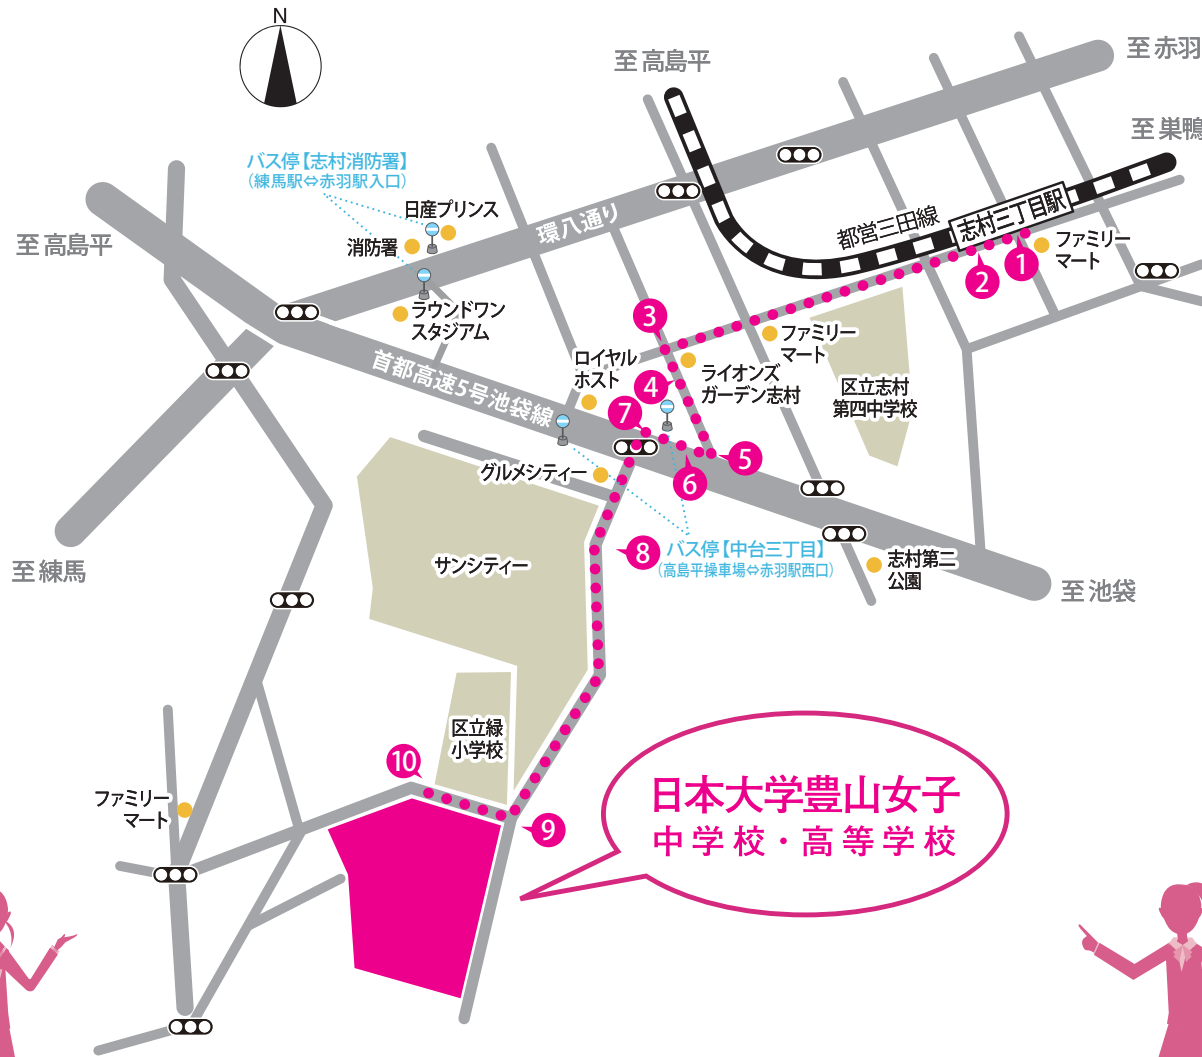 N
至高島平
至赤羽
至巣鴨
バス停【志村消防署】
(練馬駅⇔赤羽駅入口)
日産プリンス
消防署
環八通り
都営三田線
志村三丁目駅
ファミリー
マート
1
2
至高島平
ラウンドワン
スタジアム
3
ファミリー
マート
首都高速5号池袋線
ロイヤル
ホスト
4
ライオンズ
ガーデン志村
区立志村
第四中学校
7
5
6
グルメシティー
8
バス停【中台三丁目】
(高島平操車場⇔赤羽駅西口)
志村第二
公園
サンシティー
至練馬
至池袋
区立緑
小学校
10
9
ファミリー
マート
日本大学豊山女子
中学校・高等学校